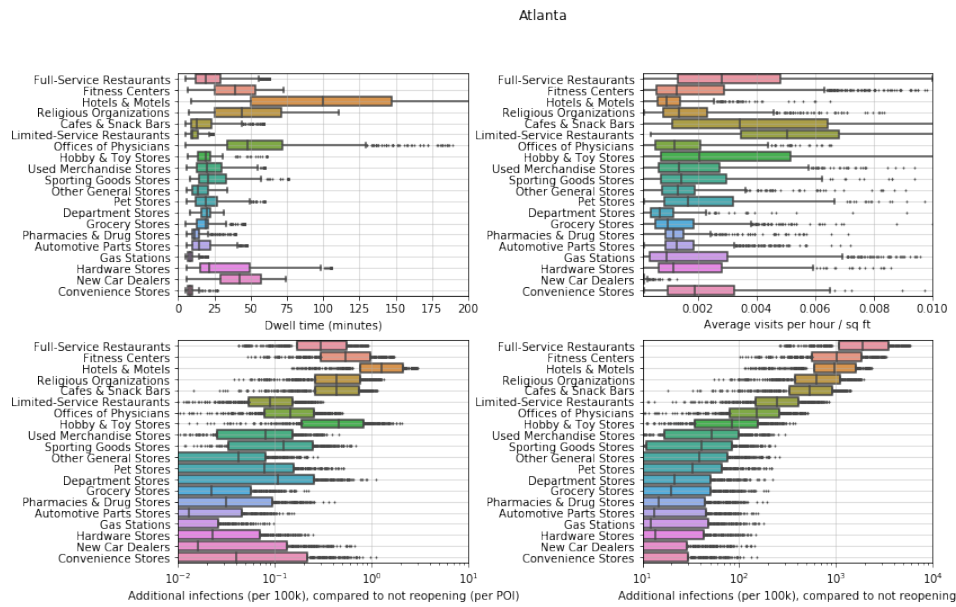 Atlanta
Full-Service Restaurants
Fitness Centers
Hotels & Motels
Religious Organizations
Cafes & Snack Bars
Limited-Service Restaurants
Offices of Physicians
Hobby & Toy Stores
Used Merchandise Stores
Sporting Goods Stores
Other General Stores
Pet Stores
Department Stores
Grocery Stores
Pharmacies & Drug Stores
Automotive Parts Stores
Gas Stations
Hardware Stores
New Car Dealers
Convenience Stores
0 25 50 75 100 125 150 175 200
Dwell time (minutes)
Full-Service Restaurants
Fitness Centers
Hotels & Motels
Religious Organizations
Cafes & Snack Bars
Limited-Service Restaurants
Offices of Physicians
Hobby & Toy Stores
Used Merchandise Stores
Sporting Goods Stores
Other General Stores
Pet Stores
Department Stores
Grocery Stores
Pharmacies & Drug Stores
Automotive Parts Stores
Gas Stations
Hardware Stores
New Car Dealers
Convenience Stores
0.002 0.004 0.006 0.008 0.010
Average visits per hour / sq ft
Full-Service Restaurants
Fitness Centers
Hotels & Motels
Religious Organizations
Cafes & Snack Bars
Limited-Service Restaurants
Offices of Physicians
Hobby & Toy Stores
Used Merchandise Stores
Sporting Goods Stores
Other General Stores
Pet Stores
Department Stores
Grocery Stores
Pharmacies & Drug Stores
Automotive Parts Stores
Gas Stations
Hardware Stores
New Car Dealers
Convenience Stores
10⁻² 10⁻¹ 10⁰ 10¹
Additional infections (per 100k), compared to not reopening (per POI)
Full-Service Restaurants
Fitness Centers
Hotels & Motels
Religious Organizations
Cafes & Snack Bars
Limited-Service Restaurants
Offices of Physicians
Hobby & Toy Stores
Used Merchandise Stores
Sporting Goods Stores
Other General Stores
Pet Stores
Department Stores
Grocery Stores
Pharmacies & Drug Stores
Automotive Parts Stores
Gas Stations
Hardware Stores
New Car Dealers
Convenience Stores
10¹ 10² 10³ 10⁴
Additional infections (per 100k), compared to not reopening